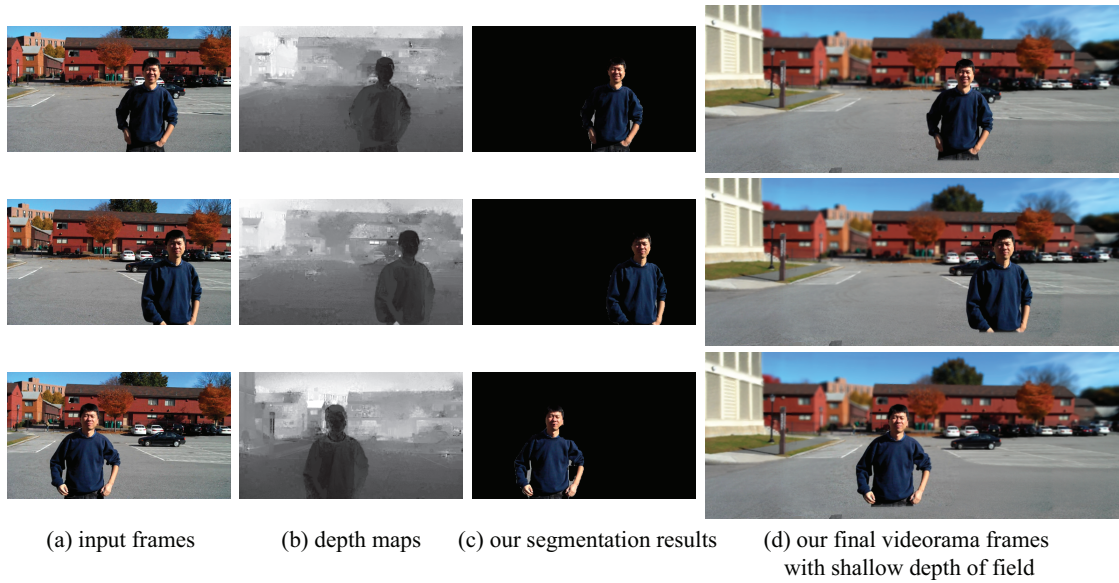 (a) input frames
(b) depth maps
(c) our segmentation results
(d) our final videorama frames
with shallow depth of field